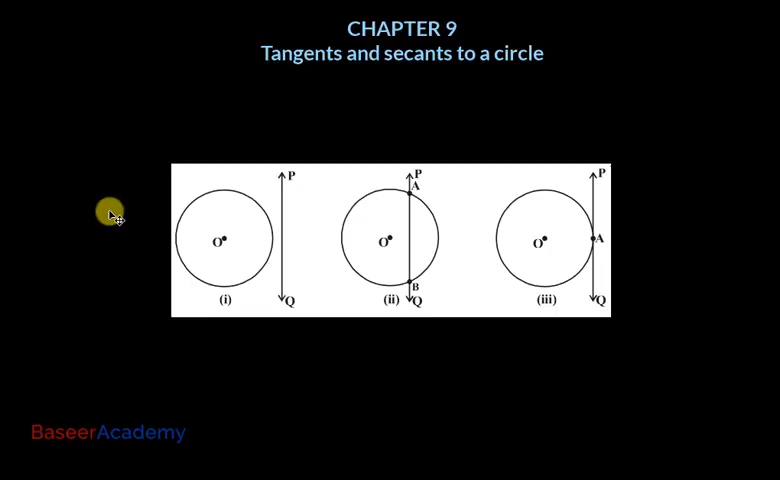 CHAPTER 9
Tangents and secants to a circle
P P P
A
O O O A
B
(i) Q (ii) Q (iii) Q
BaseerAcademy